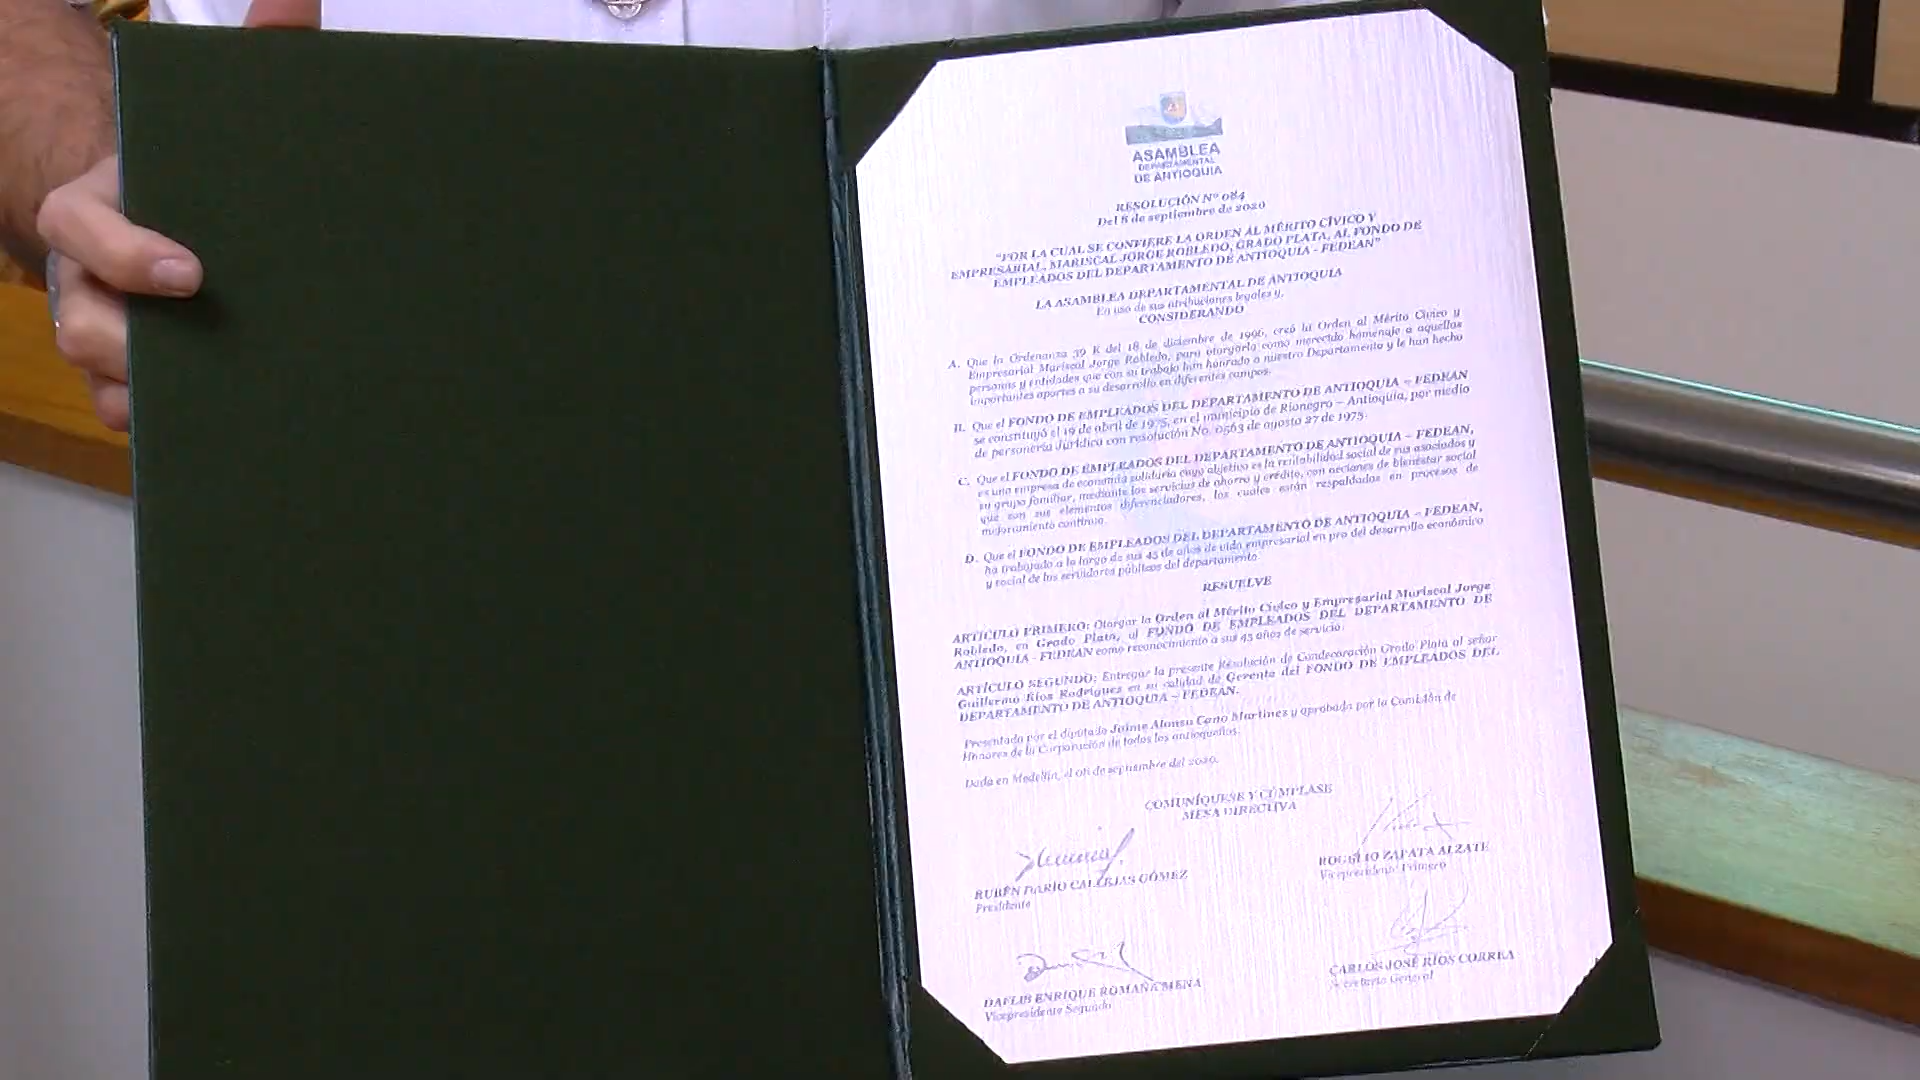 ASAMBLEA
DEPARTAMENTAL
DE ANTIOQUIA
RESOLUCIÓN Nº 084
Del 8 de septiembre de 2020
"POR LA CUAL SE CONFIERE LA ORDEN AL MÉRITO CÍVICO Y
EMPRESARIAL, MARISCAL JORGE ROBLEDO, GRADO PLATA, AL FONDO DE
EMPLEADOS DEL DEPARTAMENTO DE ANTIOQUIA - FEDEAN"
LA ASAMBLEA DEPARTAMENTAL DE ANTIOQUIA
En uso de sus atribuciones legales y,
CONSIDERANDO
A. Que la Ordenanza 39 K del 18 de diciembre de 1996, creó la Orden al Mérito Cívico y
Empresarial Mariscal Jorge Robledo, para otorgarla como merecido homenaje a aquellas
personas y entidades que con su trabajo han honrado a nuestro Departamento y le han hecho
importantes aportes a su desarrollo en diferentes campos.
B. Que el FONDO DE EMPLEADOS DEL DEPARTAMENTO DE ANTIOQUIA – FEDEAN
se constituyó el 19 de abril de 1975, en el municipio de Rionegro – Antioquia, por medio
de personería Jurídica con resolución No. 0563 de agosto 27 de 1975.
C. Que el FONDO DE EMPLEADOS DEL DEPARTAMENTO DE ANTIOQUIA – FEDEAN,
es una empresa de economía solidaria cuyo objetivo es la rentabilidad social de sus asociados y
su grupo familiar, mediante los servicios de ahorro y crédito, con acciones de bienestar social
que son sus elementos diferenciadores, los cuales están respaldados en procesos de
mejoramiento continuo.
D. Que el FONDO DE EMPLEADOS DEL DEPARTAMENTO DE ANTIOQUIA – FEDEAN,
ha trabajado a lo largo de sus 45 de años de vida empresarial en pro del desarrollo económico
y social de los servidores públicos del departamento
RESUELVE
ARTÍCULO PRIMERO: Otorgar la Orden al Mérito Cívico y Empresarial Mariscal Jorge
Robledo, en Grado Plata, al FONDO DE EMPLEADOS DEL DEPARTAMENTO DE
ANTIOQUIA - FEDEAN como reconocimiento a sus 45 años de servicio.
ARTÍCULO SEGUNDO: Entregar la presente Resolución de Condecoración Grado Plata al señor
Guillermo Ríos Rodríguez en su calidad de Gerente del FONDO DE EMPLEADOS DEL
DEPARTAMENTO DE ANTIOQUIA – FEDEAN.
Presentada por el diputado Jaime Alonso Cano Martínez y aprobada por la Comisión de
Honores de la Corporación de todos los antioqueños.
Dada en Medellín, el 08 de septiembre del 2020.
COMUNÍQUESE Y CÚMPLASE
MESA DIRECTIVA
RUBÉN DARÍO CALLEJAS GÓMEZ
Presidente
ROGELIO ZAPATA ALZATE
Vicepresidente Primero
DAELIB ENRIQUE ROMAÑA MENA
Vicepresidente Segundo
CARLOS JOSÉ RÍOS CORREA
Secretario General